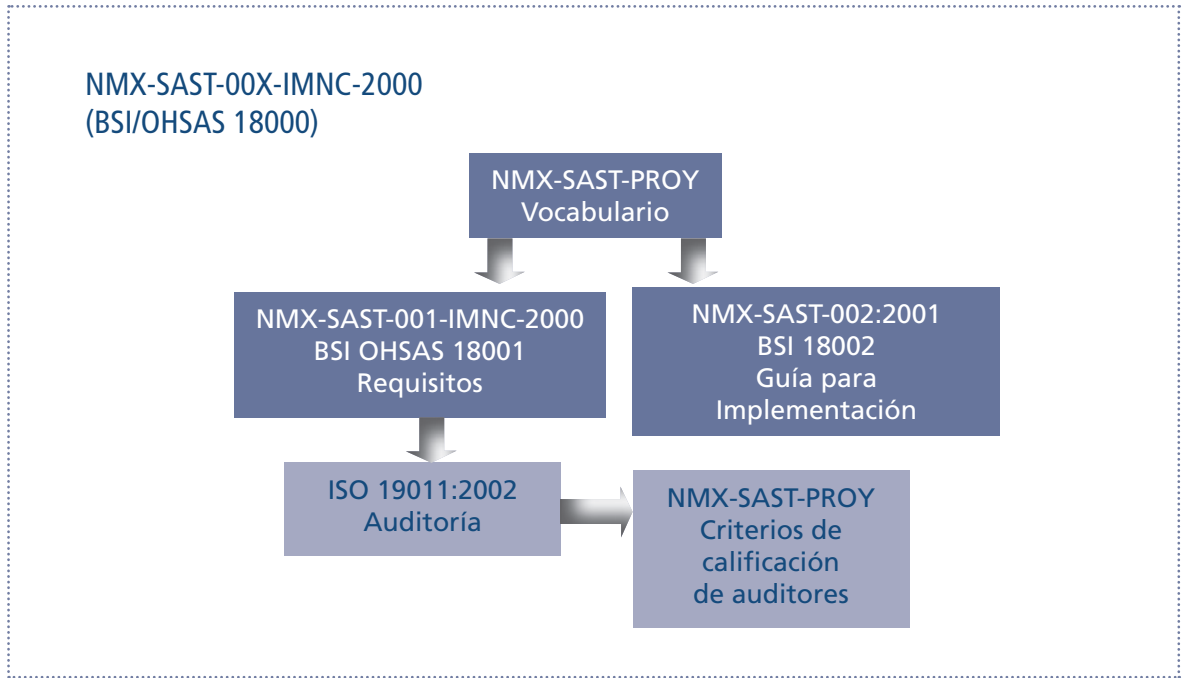 NMX-SAST-00X-IMNC-2000
(BSI/OHSAS 18000)
NMX-SAST-PROY
Vocabulario
NMX-SAST-001-IMNC-2000
BSI OHSAS 18001
Requisitos
NMX-SAST-002:2001
BSI 18002
Guía para
Implementación
ISO 19011:2002
Auditoría
NMX-SAST-PROY
Criterios de
calificación
de auditores